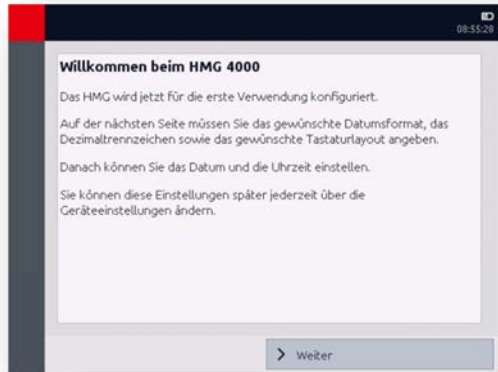 08:55:28
Willkommen beim HMG 4000
Das HMG wird jetzt für die erste Verwendung konfiguriert.
Auf der nächsten Seite müssen Sie das gewünschte Datumsformat, das
Dezimaltrennzeichen sowie das gewünschte Tastaturlayout angeben.
Danach können Sie das Datum und die Uhrzeit einstellen.
Sie können diese Einstellungen später jederzeit über die
Geräteeinstellungen ändern.
Weiter